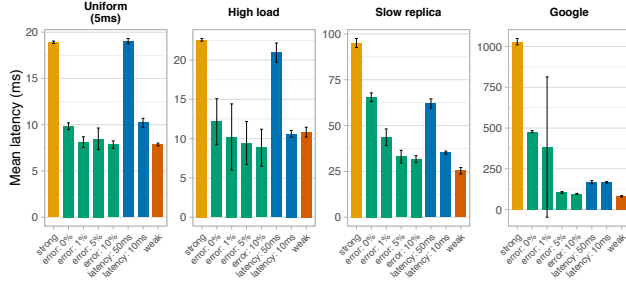 Uniform
(5ms)
High load
Slow replica
Google
Mean latency (ms)
20
15
10
5
0
20
15
10
5
0
100
75
50
25
0
1000
750
500
250
0
strong
error: 0%
error: 1%
error: 5%
error: 10%
latency: 50ms
latency: 10ms
weak
strong
error: 0%
error: 1%
error: 5%
error: 10%
latency: 50ms
latency: 10ms
weak
strong
error: 0%
error: 1%
error: 5%
error: 10%
latency: 50ms
latency: 10ms
weak
strong
error: 0%
error: 1%
error: 5%
error: 10%
latency: 50ms
latency: 10ms
weak